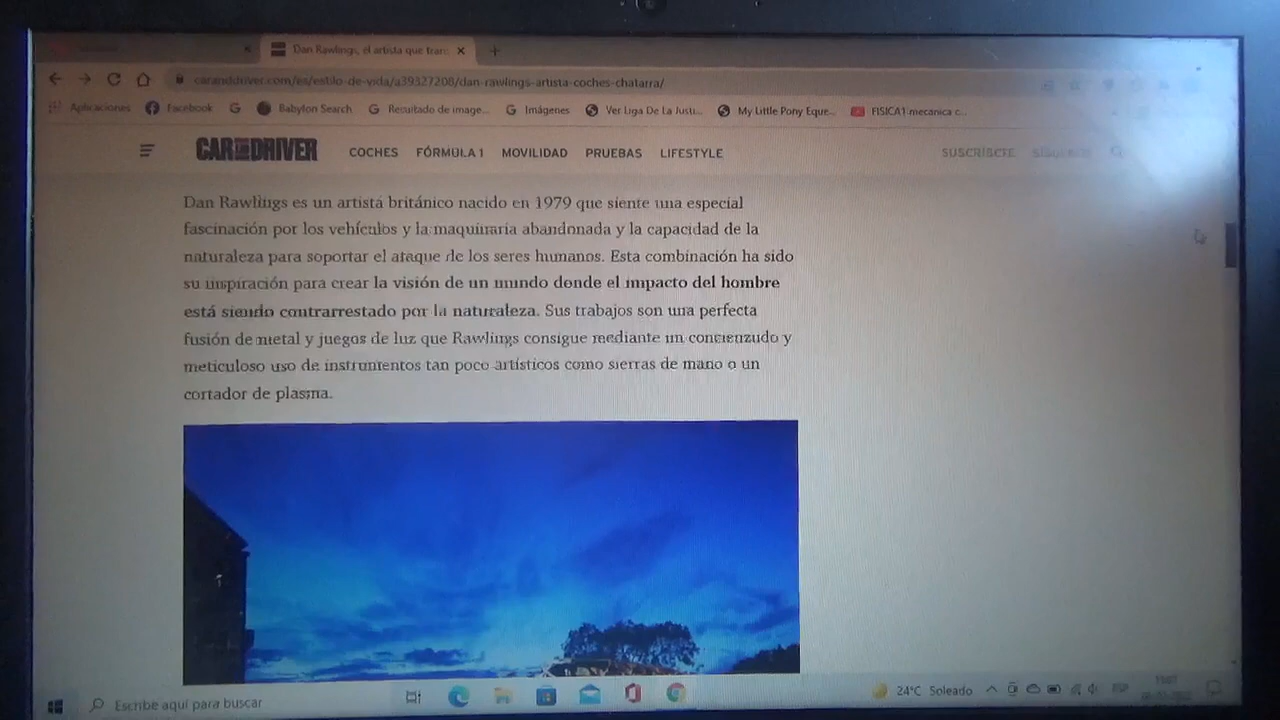 Dan Rawlings, el artista que tran
caranddriver.com/es/estilo-de-vida/a39327208/dan-rawlings-artista-coches-chatarra/
Aplicaciones Facebook Babylon Search Resultado de image... Imágenes Ver Liga De La Justi... My Little Pony Eque... FISICA1 mecanica c...
CAR AND DRIVER COCHES FÓRMULA 1 MOVILIDAD PRUEBAS LIFESTYLE SUSCRÍBETE SÍGUENOS
Dan Rawlings es un artista británico nacido en 1979 que siente una especial
fascinación por los vehículos y la maquinaria abandonada y la capacidad de la
naturaleza para soportar el ataque de los seres humanos. Esta combinación ha sido
su inspiración para crear la visión de un mundo donde el impacto del hombre
está siendo contrarrestado por la naturaleza. Sus trabajos son una perfecta
fusión de metal y juegos de luz que Rawlings consigue mediante un concienzudo y
meticuloso uso de instrumentos tan poco artísticos como sierras de mano o un
cortador de plasma.
Escribe aquí para buscar 24°C Soleado ESP